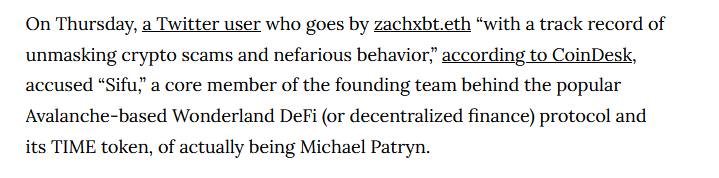 On Thursday, a Twitter user who goes by zachxbt.eth “with a track record of
unmasking crypto scams and nefarious behavior,” according to CoinDesk,
accused “Sifu,” a core member of the founding team behind the popular
Avalanche-based Wonderland DeFi (or decentralized finance) protocol and
its TIME token, of actually being Michael Patryn.